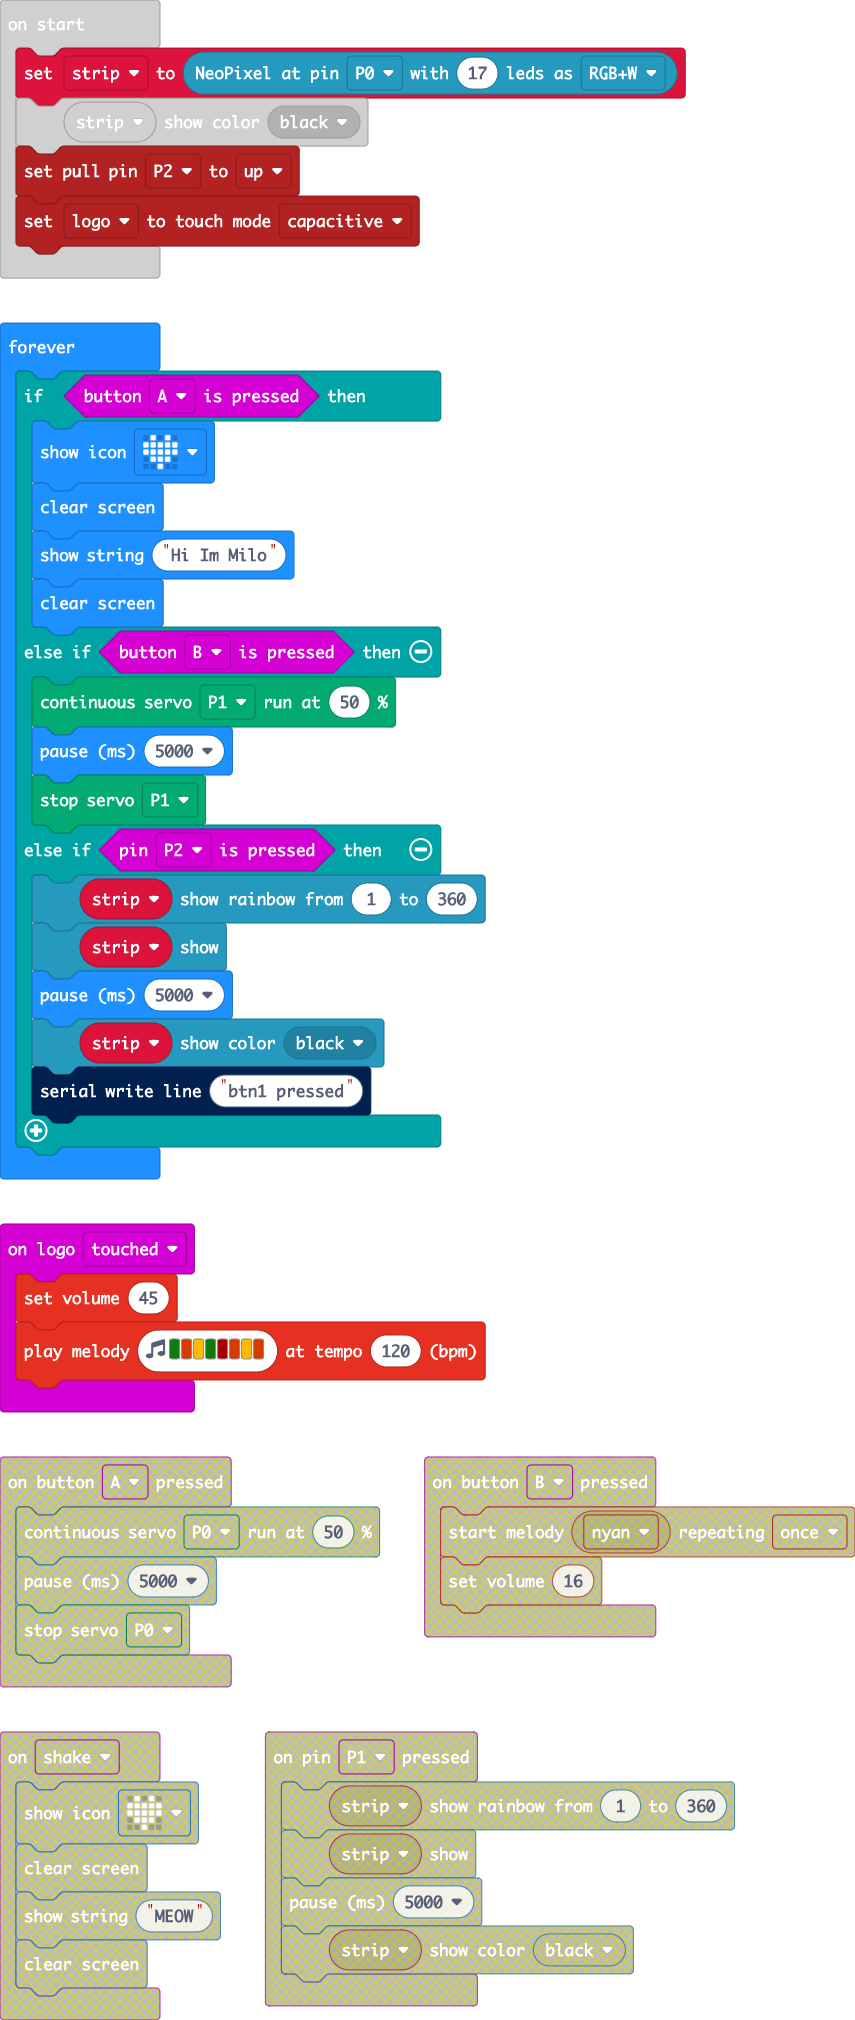 on start
set strip to NeoPixel at pin P0 with 17 leds as RGB+W
strip show color black
set pull pin P2 to up
set logo to touch mode capacitive
forever
if button A is pressed then
show icon
clear screen
show string "Hi Im Milo"
clear screen
else if button B is pressed then
continuous servo P1 run at 50 %
pause (ms) 5000
stop servo P1
else if pin P2 is pressed then
strip show rainbow from 1 to 360
strip show
pause (ms) 5000
strip show color black
serial write line "btn1 pressed"
on logo touched
set volume 45
play melody at tempo 120 (bpm)
on button A pressed
continuous servo P0 run at 50 %
pause (ms) 5000
stop servo P0
on button B pressed
start melody nyan repeating once
set volume 16
on shake
show icon
clear screen
show string "MEOW"
clear screen
on pin P1 pressed
strip show rainbow from 1 to 360
strip show
pause (ms) 5000
strip show color black